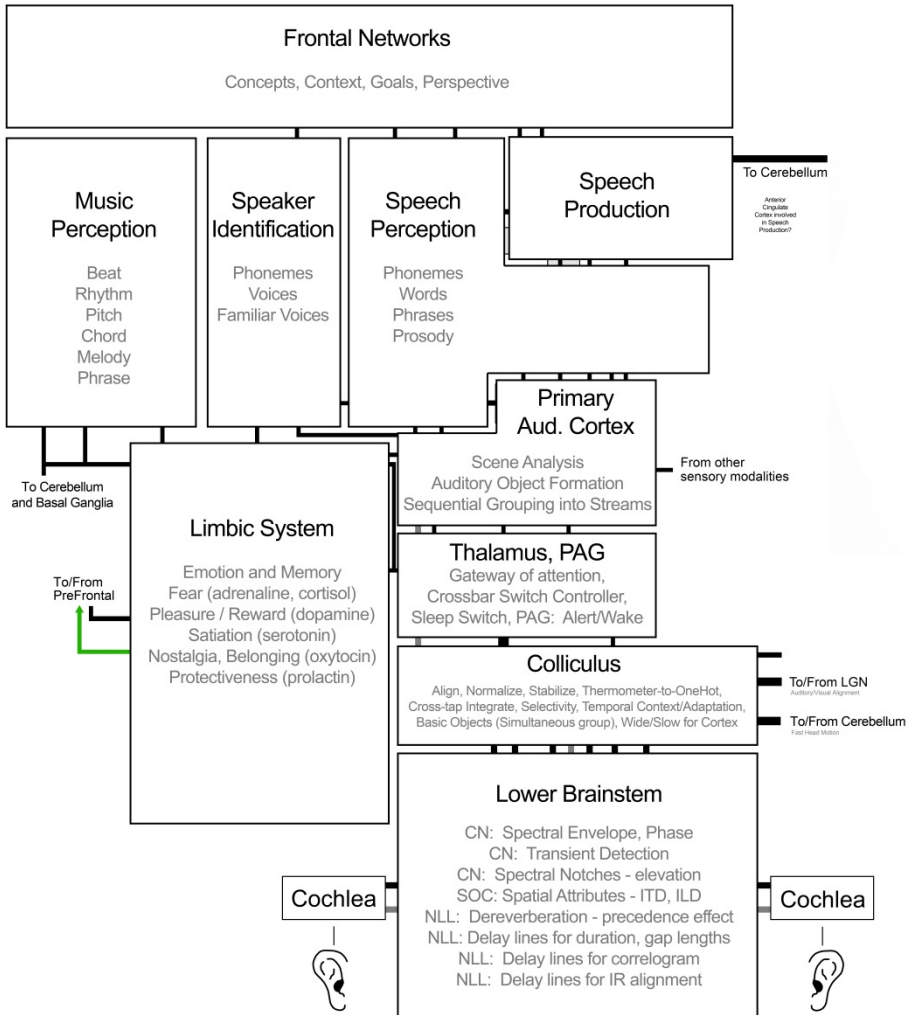 Frontal Networks
Concepts, Context, Goals, Perspective
Music
Perception
Beat
Rhythm
Pitch
Chord
Melody
Phrase
Speaker
Identification
Phonemes
Voices
Familiar Voices
Speech
Perception
Phonemes
Words
Phrases
Prosody
Speech
Production
To Cerebellum
Anterior
Cingulate
Cortex involved
in Speech
Production?
Primary
Aud. Cortex
Scene Analysis
Auditory Object Formation
Sequential Grouping into Streams
From other
sensory modalities
To Cerebellum
and Basal Ganglia
Limbic System
Emotion and Memory
Fear (adrenaline, cortisol)
Pleasure / Reward (dopamine)
Satiation (serotonin)
Nostalgia, Belonging (oxytocin)
Protectiveness (prolactin)
To/From
PreFrontal
Thalamus, PAG
Gateway of attention,
Crossbar Switch Controller,
Sleep Switch, PAG: Alert/Wake
Colliculus
Align, Normalize, Stabilize, Thermometer-to-OneHot,
Cross-tap Integrate, Selectivity, Temporal Context/Adaptation,
Basic Objects (Simultaneous group), Wide/Slow for Cortex
To/From LGN
Auditory/Visual Alignment
To/From Cerebellum
Fast Head Motion
Lower Brainstem
CN: Spectral Envelope, Phase
CN: Transient Detection
CN: Spectral Notches - elevation
SOC: Spatial Attributes - ITD, ILD
NLL: Dereverberation - precedence effect
NLL: Delay lines for duration, gap lengths
NLL: Delay lines for correlogram
NLL: Delay lines for IR alignment
Cochlea
Cochlea